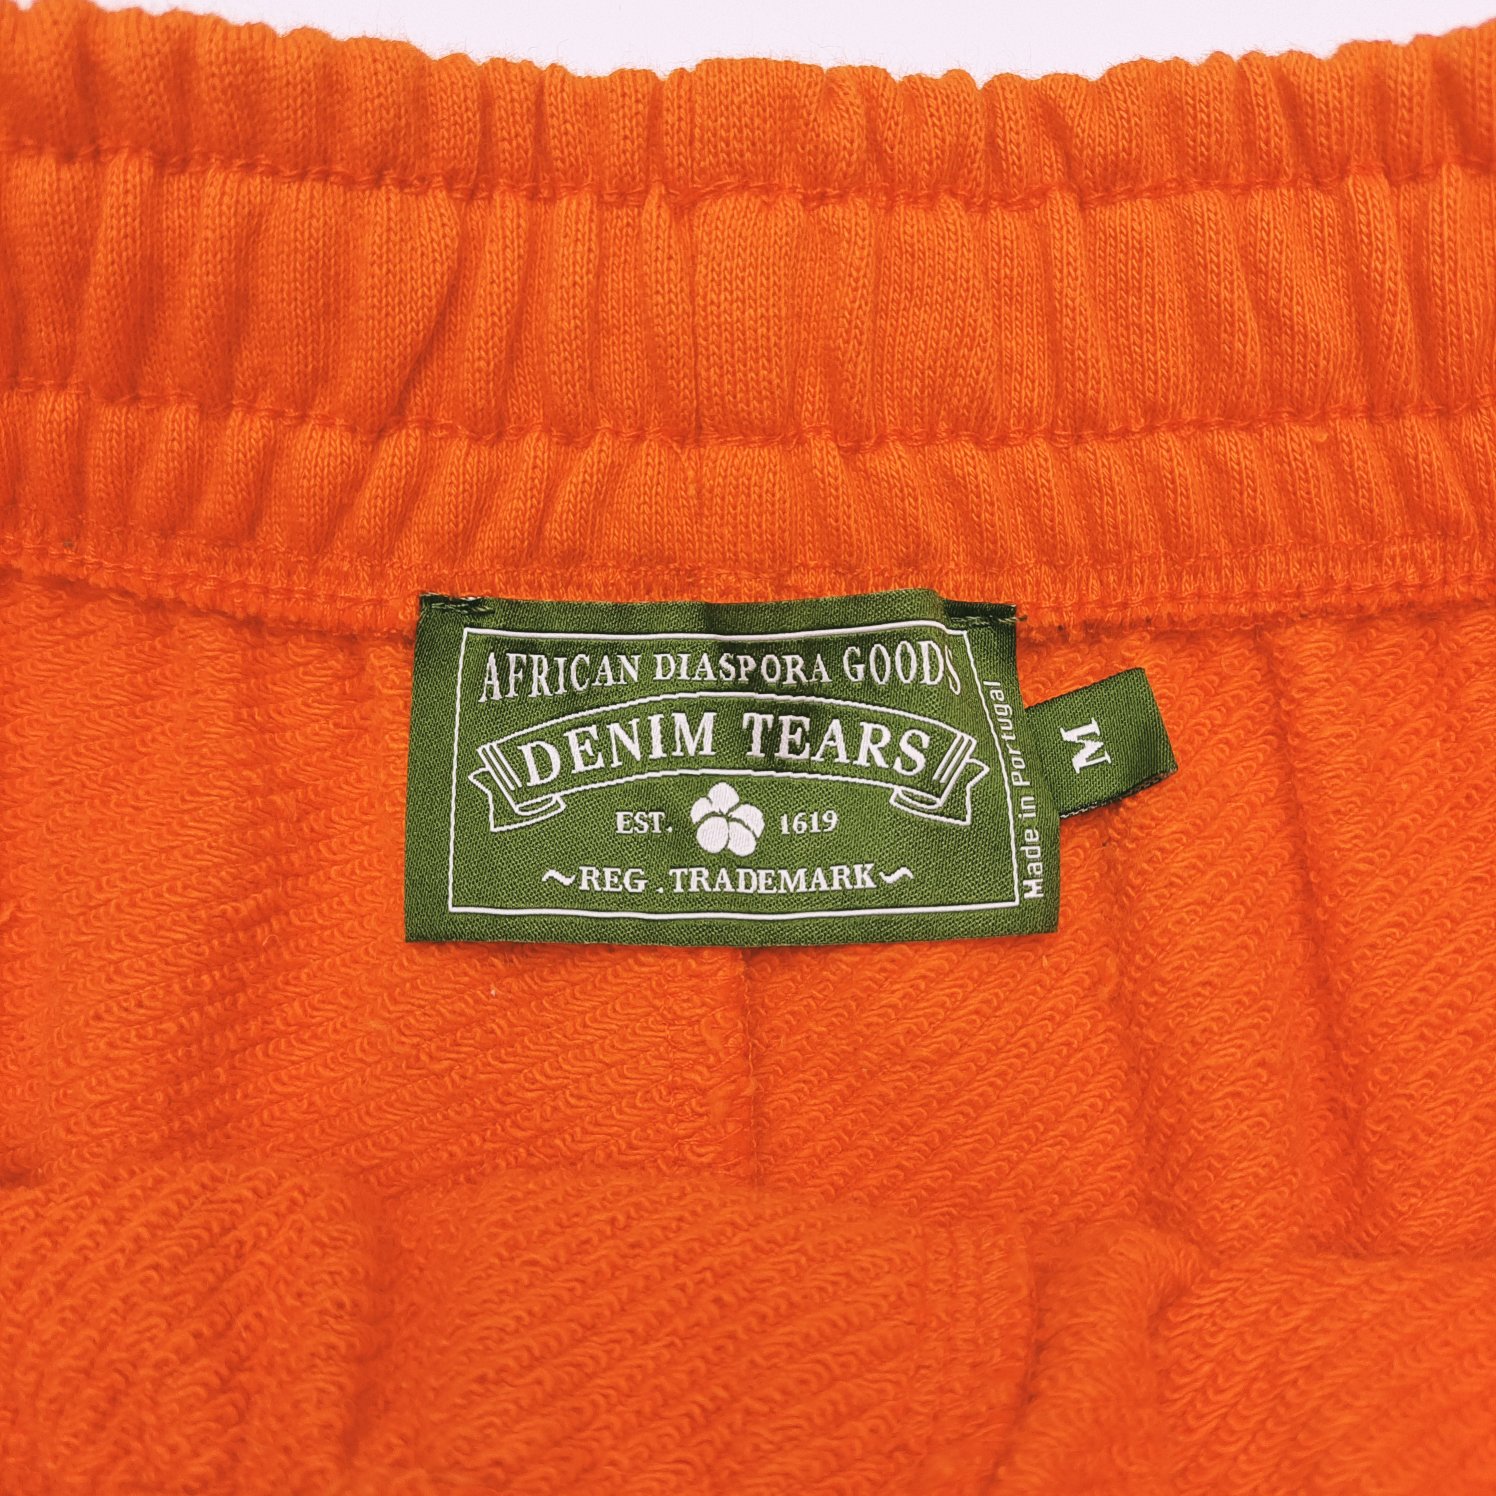 AFRICAN DIASPORA GOODS
DENIM TEARS
EST. 1619
~REG. TRADEMARK~
Made in Portugal
M